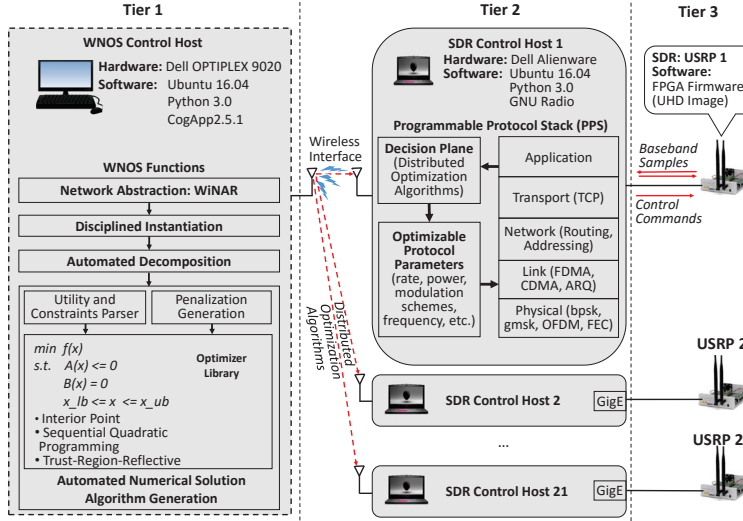 Tier 1
Tier 2
Tier 3
WNOS Control Host
Hardware: Dell OPTIPLEX 9020
Software: Ubuntu 16.04
Python 3.0
CogApp2.5.1
WNOS Functions
Network Abstraction: WiNAR
Disciplined Instantiation
Automated Decomposition
Utility and
Constraints Parser
Penalization
Generation
min f(x)
s.t. A(x) <= 0
B(x) = 0
x_lb <= x <= x_ub
Optimizer
Library
• Interior Point
• Sequential Quadratic
Programming
• Trust-Region-Reflective
Automated Numerical Solution
Algorithm Generation
Wireless
Interface
Distributed
Optimization
Algorithms
SDR Control Host 1
Hardware: Dell Alienware
Software: Ubuntu 16.04
Python 3.0
GNU Radio
Programmable Protocol Stack (PPS)
Decision Plane
(Distributed
Optimization
Algorithms)
Optimizable
Protocol
Parameters
(rate, power,
modulation
schemes,
frequency, etc.)
Application
Transport (TCP)
Network (Routing,
Addressing)
Link (FDMA,
CDMA, ARQ)
Physical (bpsk,
gmsk, OFDM, FEC)
SDR Control Host 2
GigE
...
SDR Control Host 21
GigE
SDR: USRP 1
Software:
FPGA Firmware
(UHD Image)
Baseband
Samples
Control
Commands
USRP 2
USRP 2